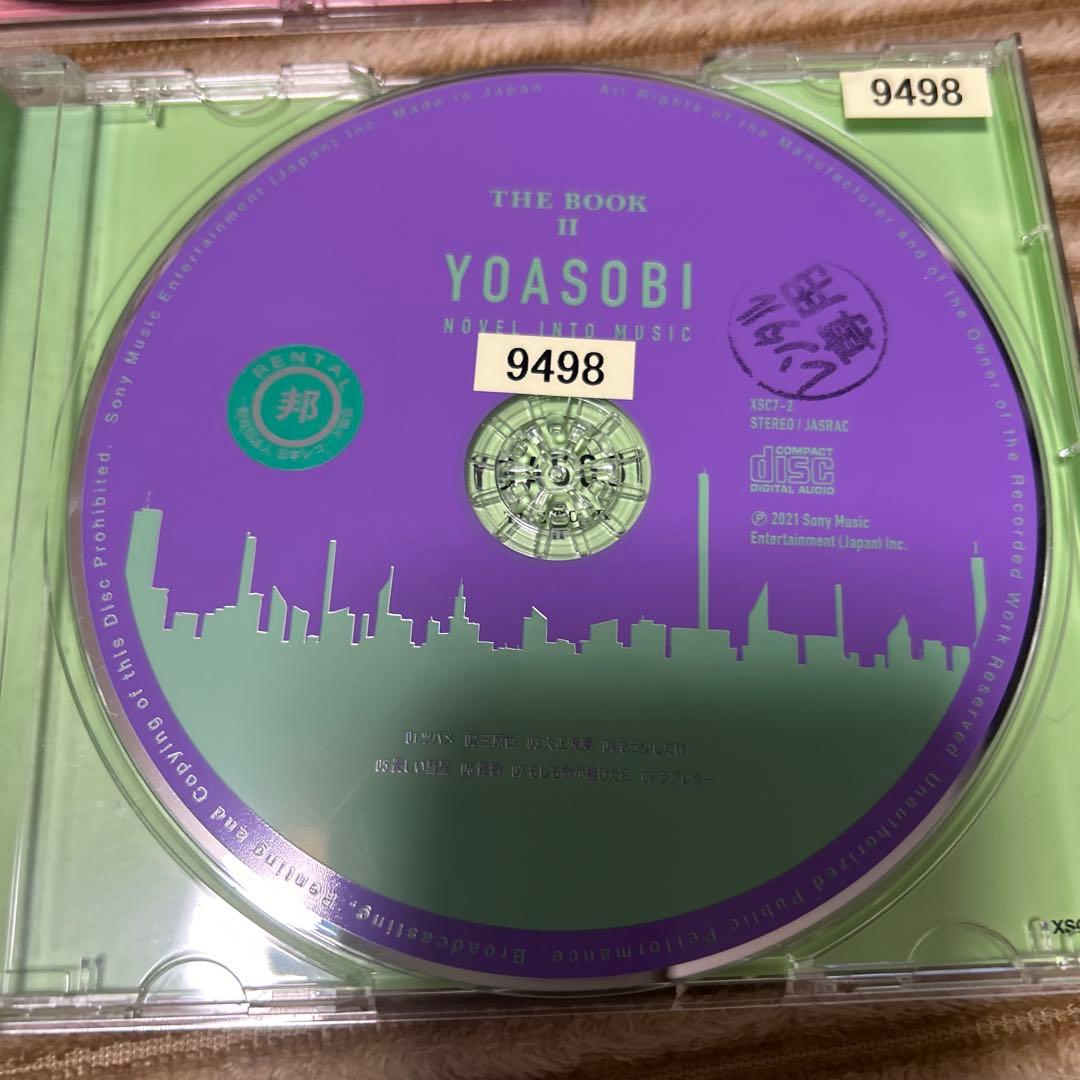 9498
THE BOOK
II
YOASOBI
NOVEL INTO MUSIC
9498
RENTAL
邦
XSC7-2
STEREO / JASRAC
COMPACT
disc
DIGITAL AUDIO
Ⓟ 2021 Sony Music
Entertainment (Japan) Inc.
01 ツバメ 02 三原色 03 大正浪漫 04 もう少しだけ
05 優しい彗星 06 怪物 07 もしも命が描けたら 08 ラブレター
All Rights of the Manufacturer and of the Owner of the Recorded Work Reserved. Unauthorized Public Performance, Broadcasting, Renting and Copying of this Disc Prohibited. Sony Music Entertainment (Japan) Inc. Made in Japan